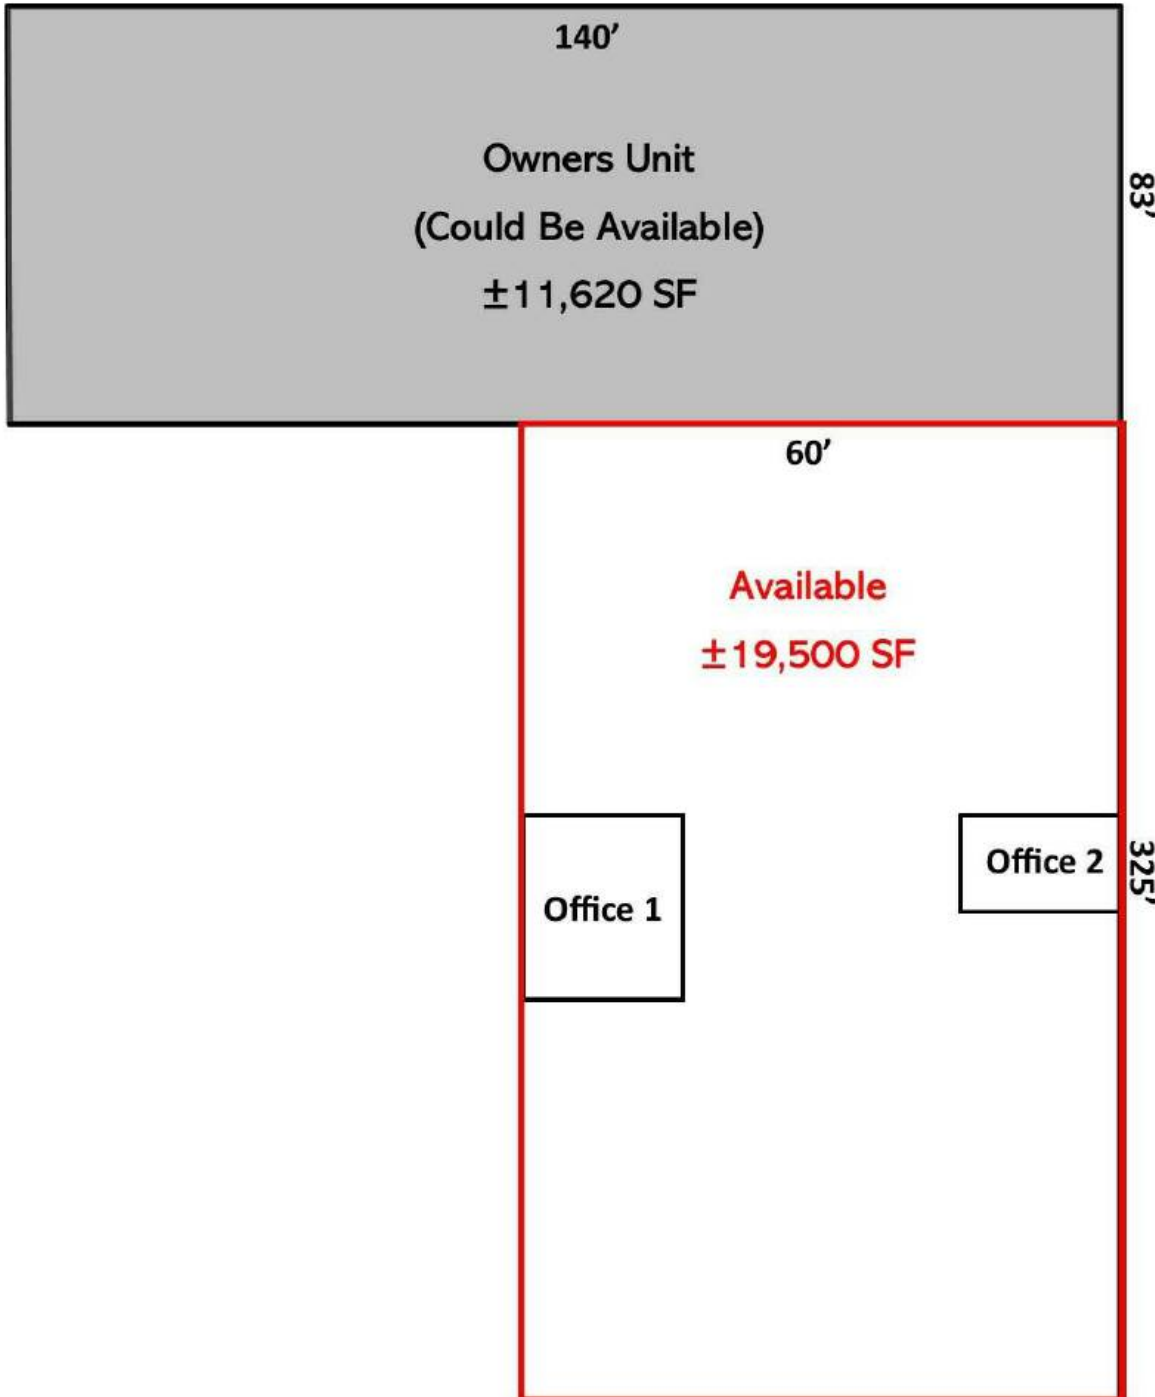 140’
Owners Unit
(Could Be Available)
±11,620 SF
83’
60’
Available
±19,500 SF
Office 1
Office 2
325’